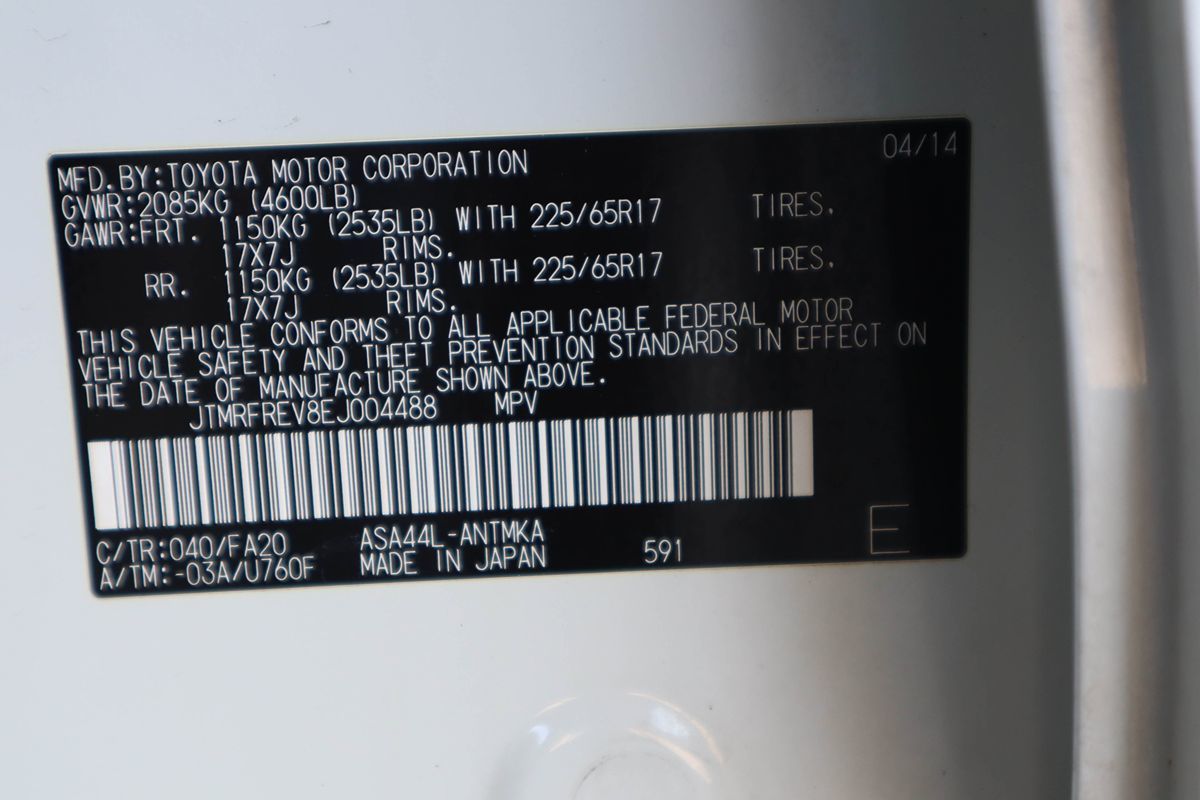 04/14
MFD.BY:TOYOTA MOTOR CORPORATION
GVWR:2085KG (4600LB)
GAWR:FRT. 1150KG (2535LB) WITH 225/65R17 TIRES.
17X7J RIMS.
RR. 1150KG (2535LB) WITH 225/65R17 TIRES.
17X7J RIMS.
THIS VEHICLE CONFORMS TO ALL APPLICABLE FEDERAL MOTOR
VEHICLE SAFETY AND THEFT PREVENTION STANDARDS IN EFFECT ON
THE DATE OF MANUFACTURE SHOWN ABOVE.
JTMRFREV8EJ004488 MPV
C/TR:040/FA20 ASA44L-ANTMKA
A/TM:-03A/U760F MADE IN JAPAN 591 E